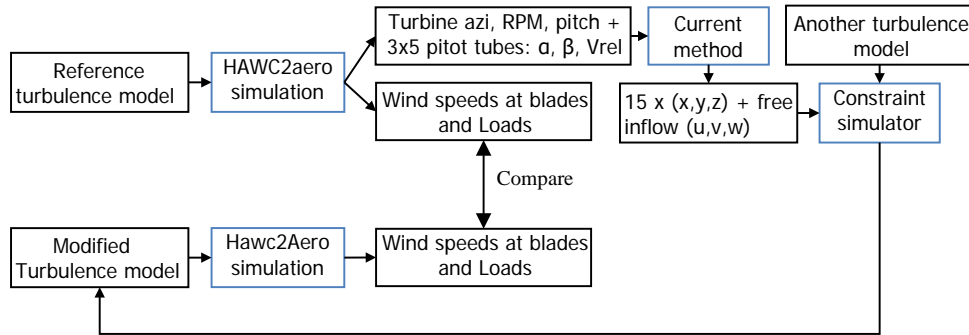 Turbine azi, RPM, pitch +
3x5 pitot tubes: α, β, Vrel
Current
method
Another turbulence
model
Reference
turbulence model
HAWC2aero
simulation
Wind speeds at blades
and Loads
15 x (x,y,z) + free
inflow (u,v,w)
Constraint
simulator
Compare
Modified
Turbulence model
Hawc2Aero
simulation
Wind speeds at blades
and Loads